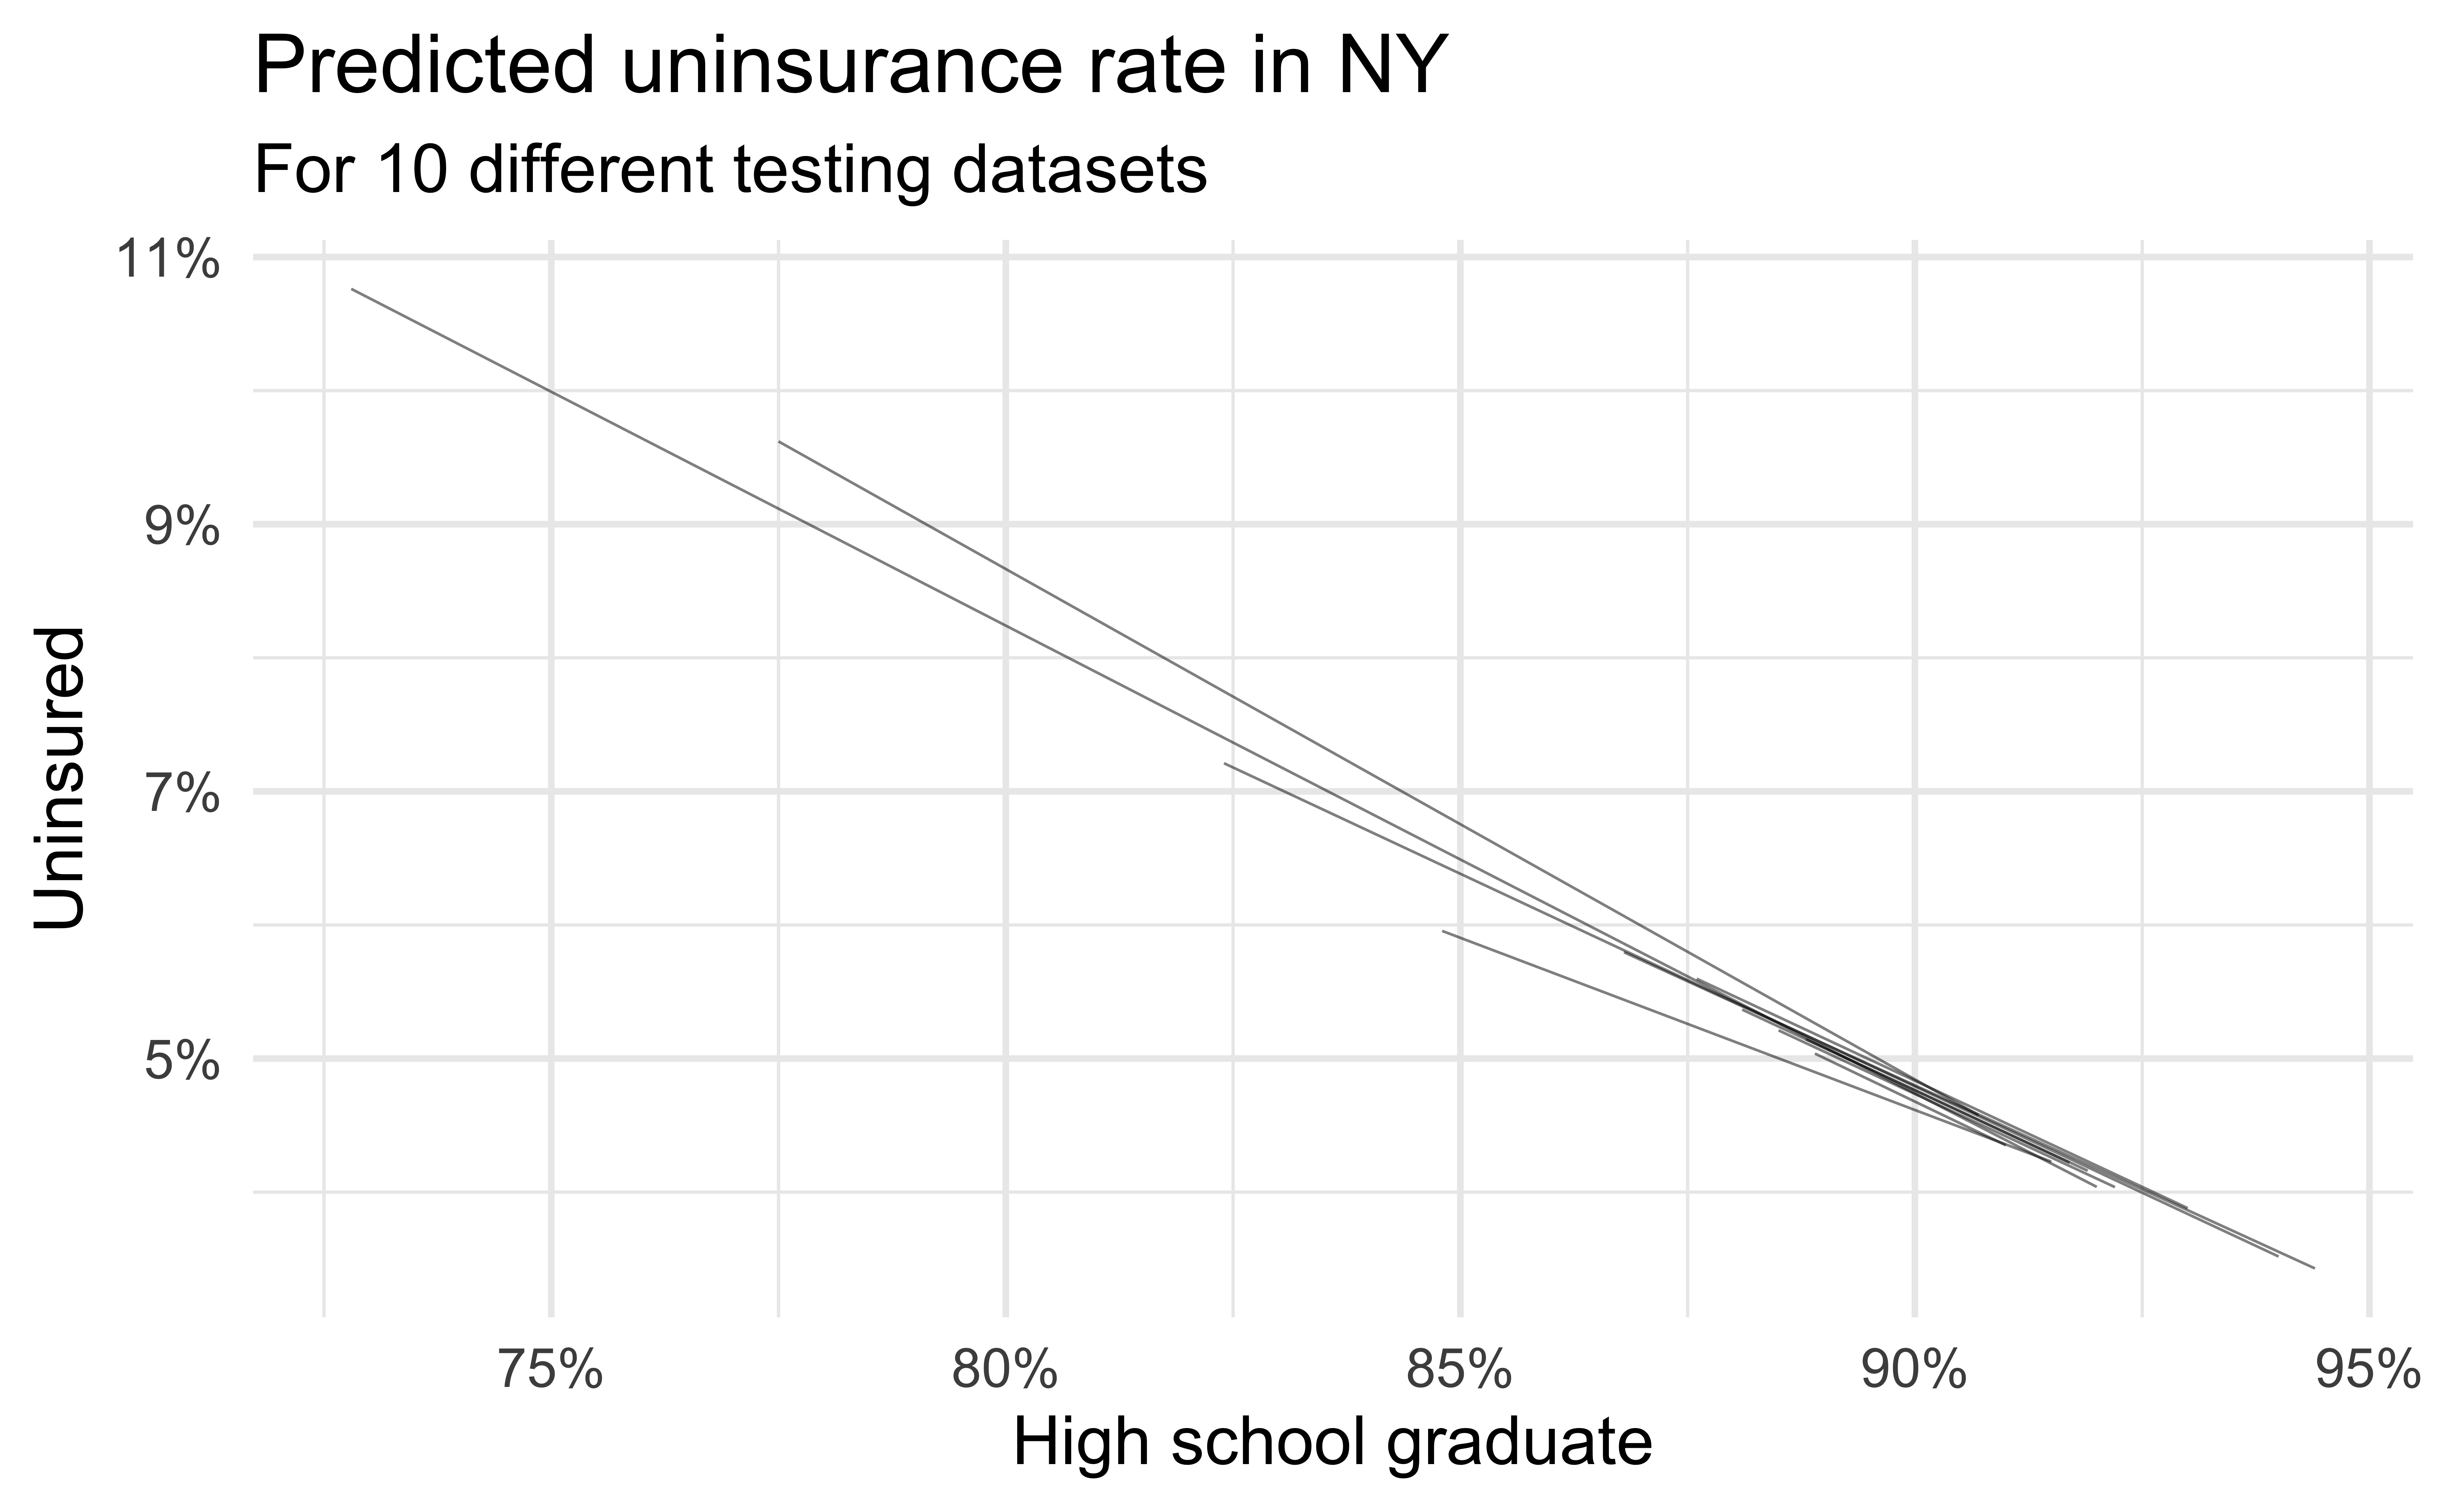 Predicted uninsurance rate in NY
For 10 different testing datasets
11%
9%
7%
5%
Uninsured
75% 80% 85% 90% 95%
High school graduate